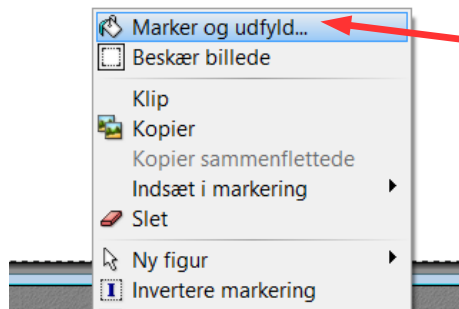 Marker og udfyld...
Beskær billede
Klip
Kopier
Kopier sammenflettede
Indsæt i markering
Slet
Ny figur
Invertere markering